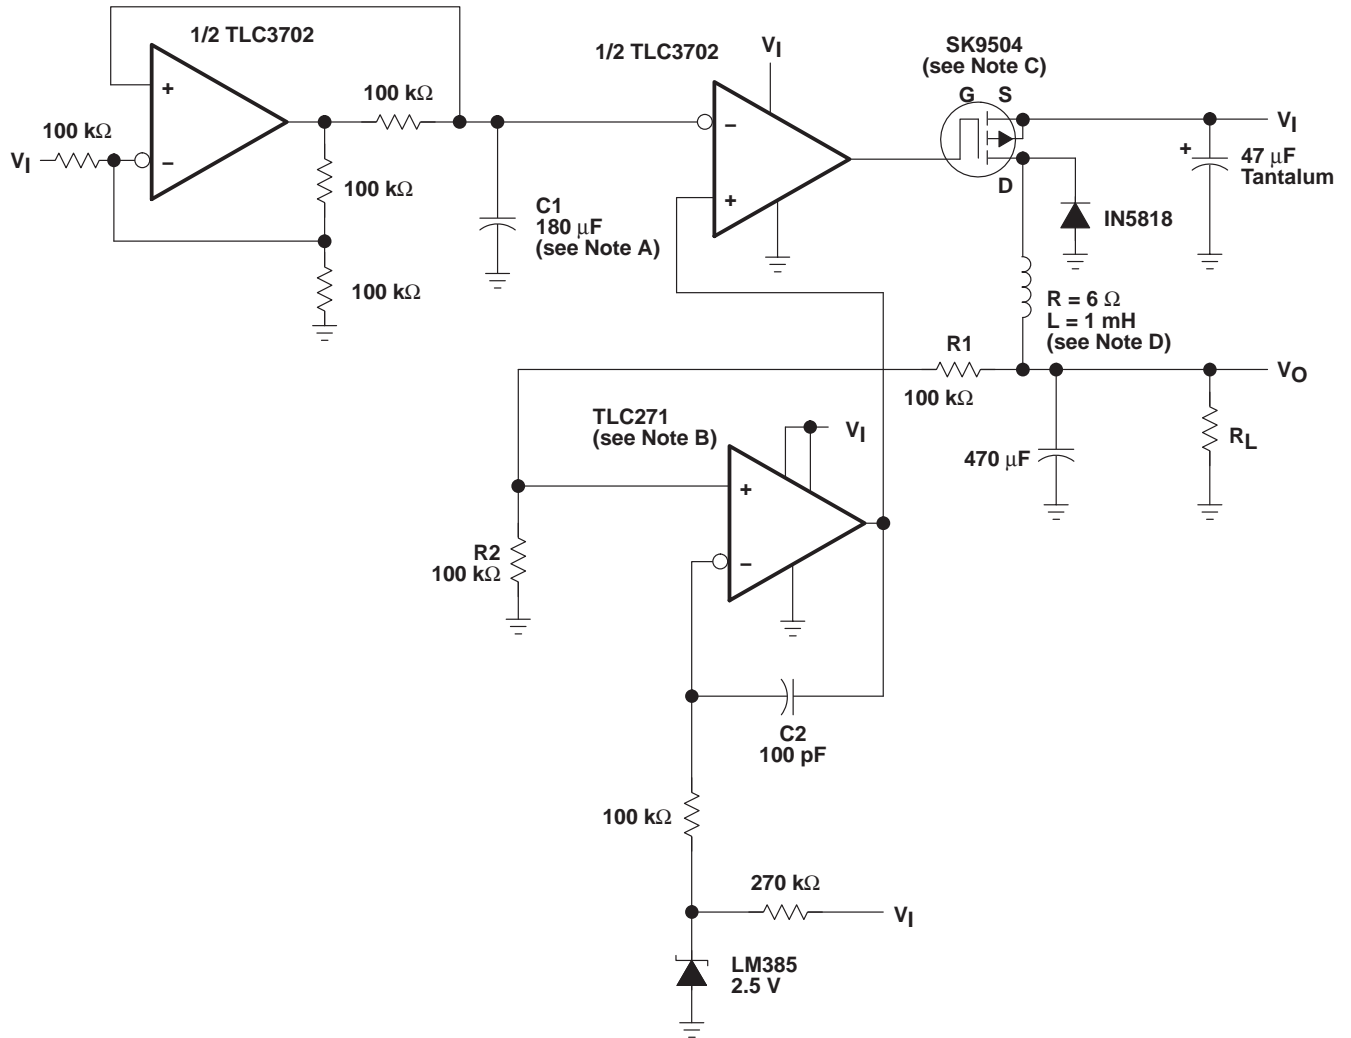 1/2 TLC3702
+
−
100 kΩ
VI
100 kΩ
100 kΩ
100 kΩ
C1
180 μF
(see Note A)
1/2 TLC3702
VI
−
+
SK9504
(see Note C)
G S
D
VI
+
47 μF
Tantalum
IN5818
R = 6 Ω
L = 1 mH
(see Note D)
R1
100 kΩ
VO
470 μF
RL
TLC271
(see Note B)
VI
+
−
R2
100 kΩ
C2
100 pF
100 kΩ
270 kΩ
VI
LM385
2.5 V